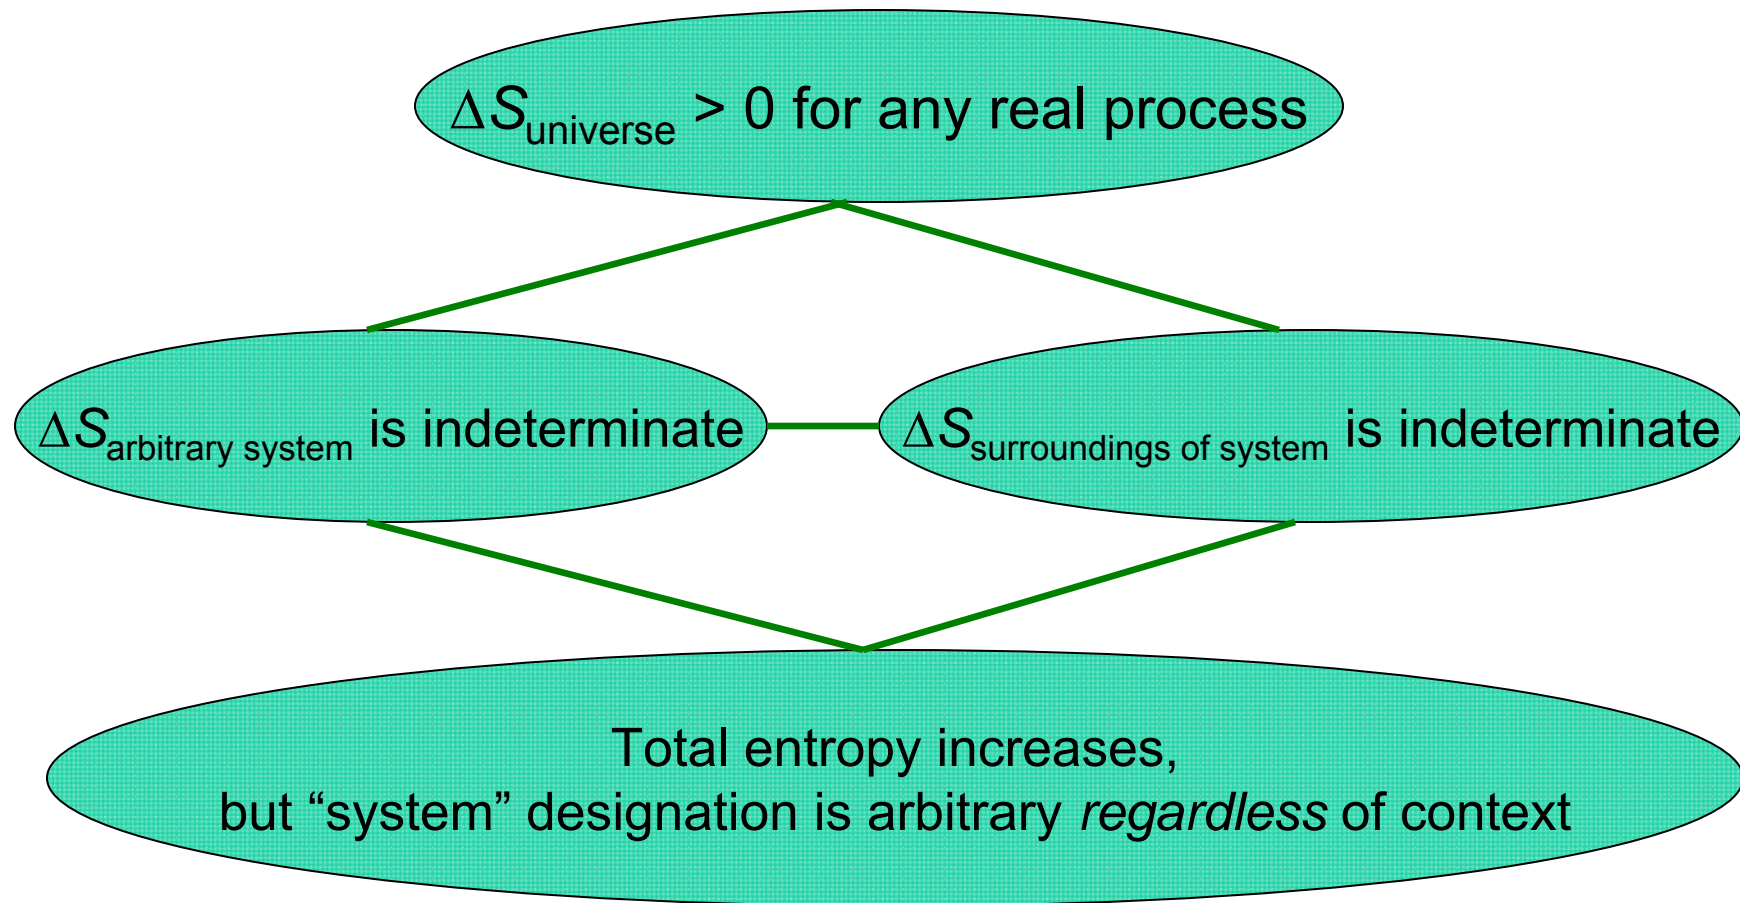 ΔSuniverse > 0 for any real process
ΔSarbitrary system is indeterminate
ΔSsurroundings of system is indeterminate
Total entropy increases,
but “system” designation is arbitrary regardless of context